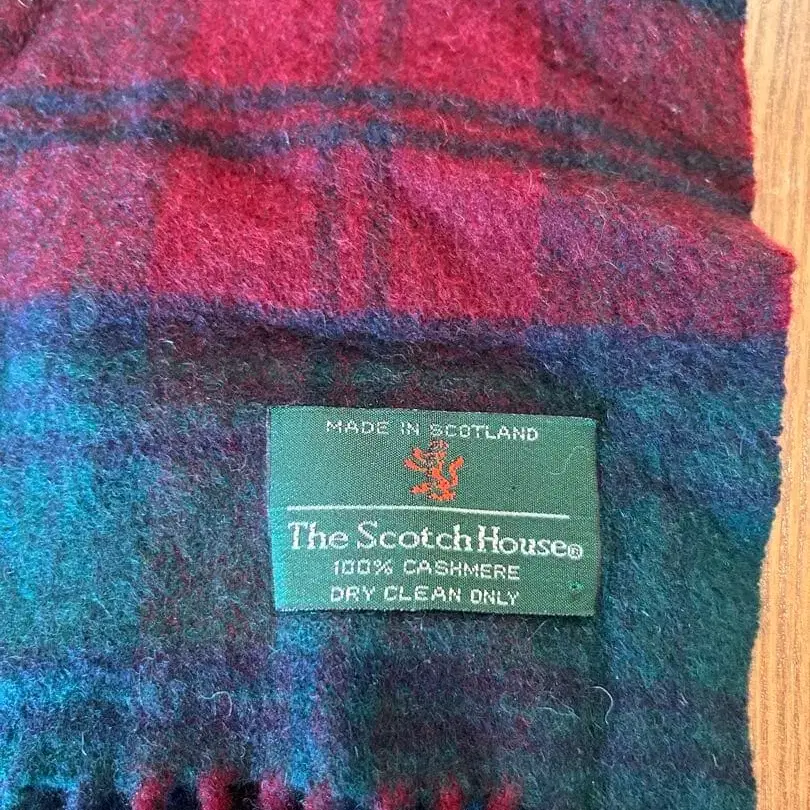 MADE IN SCOTLAND
The Scotch House®
100% CASHMERE
DRY CLEAN ONLY